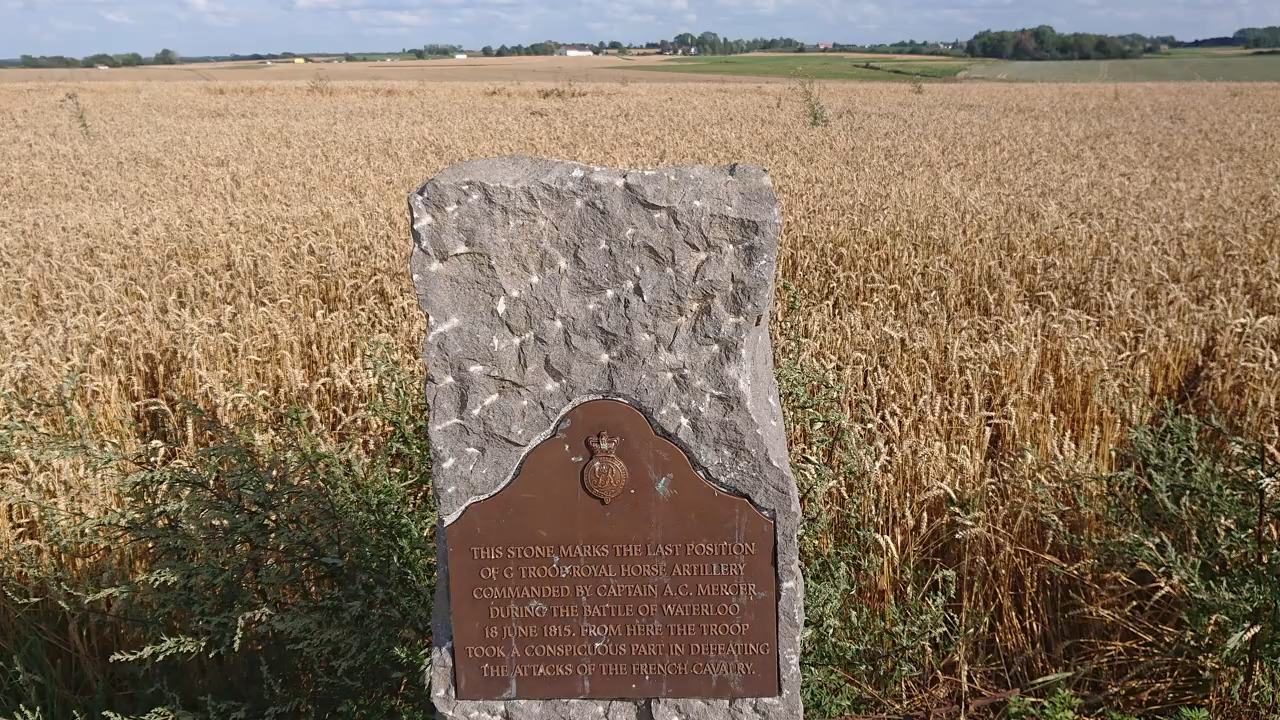 THIS STONE MARKS THE LAST POSITION
OF G TROOP ROYAL HORSE ARTILLERY
COMMANDED BY CAPTAIN A.C. MERCER
DURING THE BATTLE OF WATERLOO
18 JUNE 1815. FROM HERE THE TROOP
TOOK A CONSPICUOUS PART IN DEFEATING
THE ATTACKS OF THE FRENCH CAVALRY.